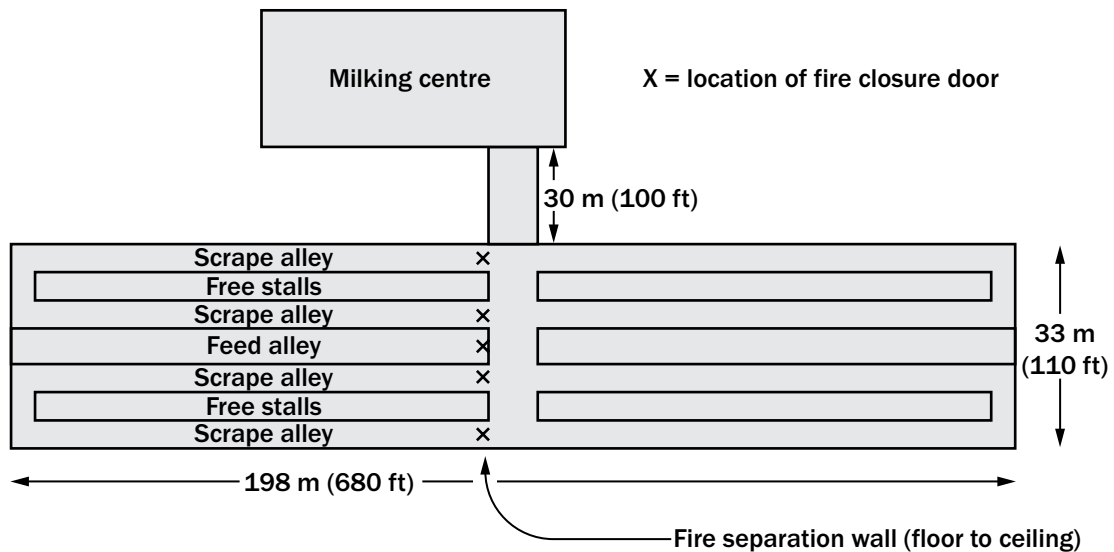 Milking centre
X = location of fire closure door
30 m (100 ft)
Scrape alley
Free stalls
Scrape alley
Feed alley
Scrape alley
Free stalls
Scrape alley
33 m
(110 ft)
198 m (680 ft)
Fire separation wall (floor to ceiling)